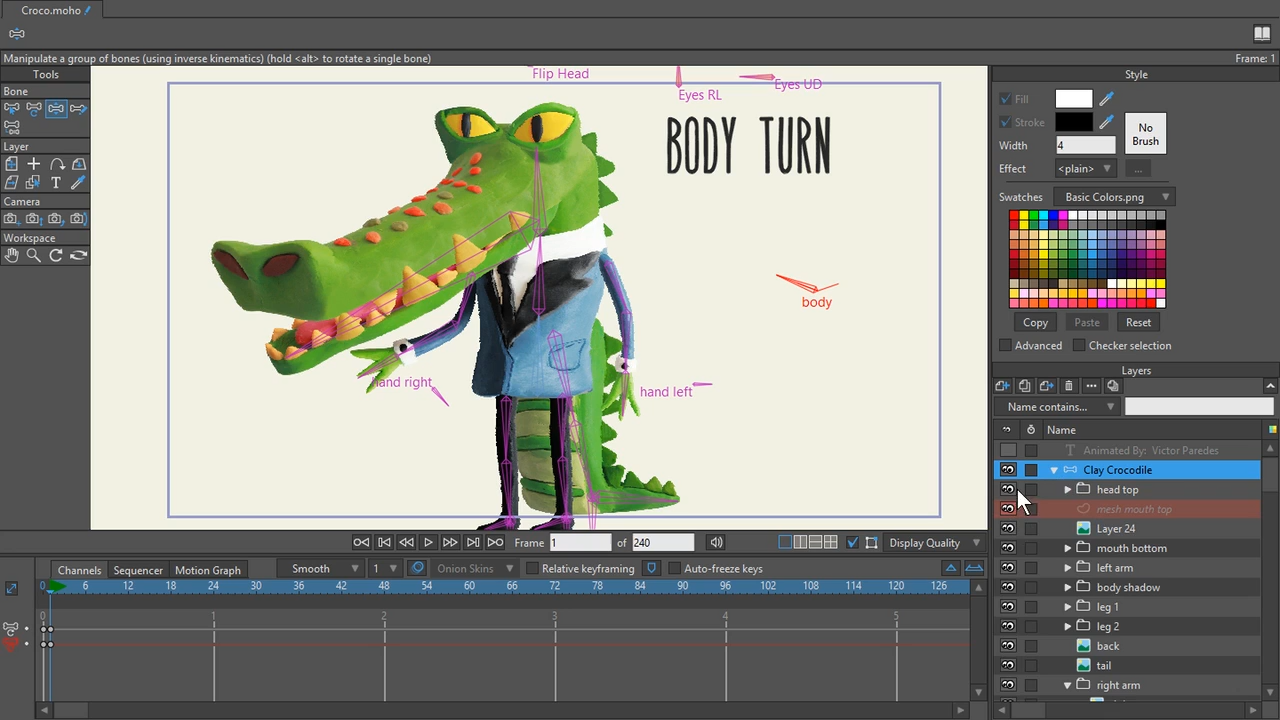 Croco.moho
Manipulate a group of bones (using inverse kinematics) (hold <alt> to rotate a single bone)
Frame: 1
Tools
Bone
Layer
T
Camera
Workspace
Flip Head
Eyes RL
Eyes UD
BODY TURN
body
hand right
hand left
Style
Fill
Stroke
No
Brush
Width
4
Effect
<plain>
...
Swatches
Basic Colors.png
Copy
Paste
Reset
Advanced
Checker selection
Layers
Name contains...
Name
T Animated By: Victor Paredes
Clay Crocodile
head top
mesh mouth top
Layer 24
mouth bottom
left arm
body shadow
leg 1
leg 2
back
tail
right arm
Frame
1
of
240
Display Quality
Channels
Sequencer
Motion Graph
Smooth
1
Onion Skins
Relative keyframing
Auto-freeze keys
0 6 12 18 24 30 36 42 48 54 60 66 72 78 84 90 96 102 108 114 120 126
0 1 2 3 4 5